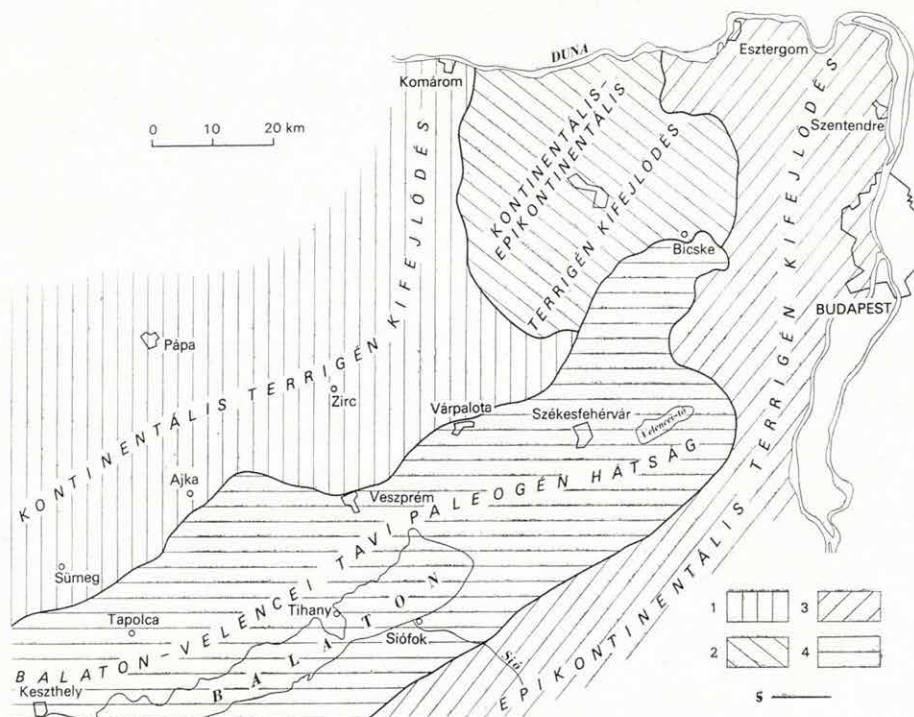 DUNA
Esztergom
Komárom
Szentendre
0 10 20 km
KONTINENTÁLIS-
EPIKONTINENTÁLIS
TERRIGÉN KIFEJLŐDÉS
Bicske
BUDAPEST
Pápa
KONTINENTÁLIS TERRIGÉN KIFEJLŐDÉS
Zirc
Várpalota
Székesfehérvár
Velencei-tó
EPIKONTINENTÁLIS TERRIGÉN KIFEJLŐDÉS
Ajka
Veszprém
BALATON-VELENCEI TAVI PALEOGÉN HÁTSÁG
Sümeg
Tapolca
Tihany
Siófok
BALATON
Sió
Keszthely
1
3
2
4
5